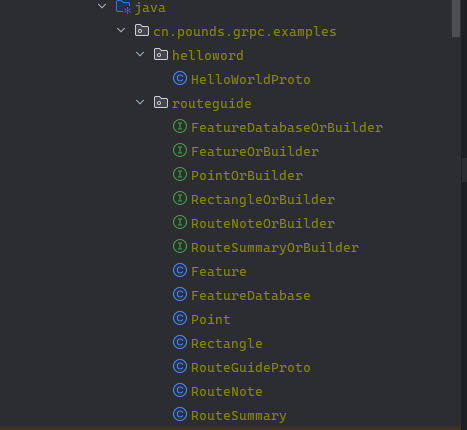 java
cn.pounds.grpc.examples
helloword
HelloWorldProto
routeguide
FeatureDatabaseOrBuilder
FeatureOrBuilder
PointOrBuilder
RectangleOrBuilder
RouteNoteOrBuilder
RouteSummaryOrBuilder
Feature
FeatureDatabase
Point
Rectangle
RouteGuideProto
RouteNote
RouteSummary